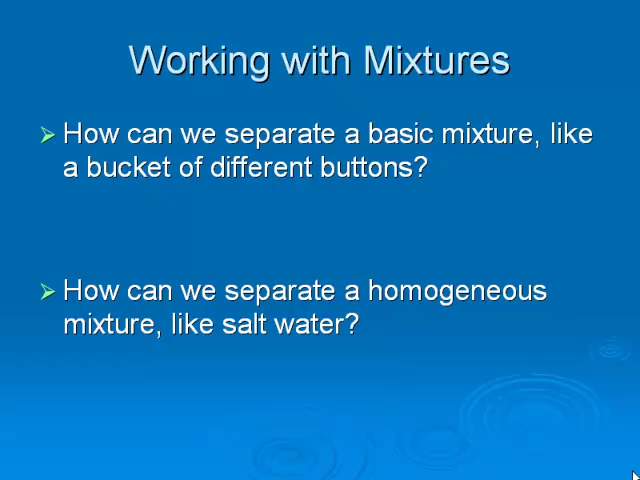 Working with Mixtures
How can we separate a basic mixture, like
a bucket of different buttons?
How can we separate a homogeneous
mixture, like salt water?